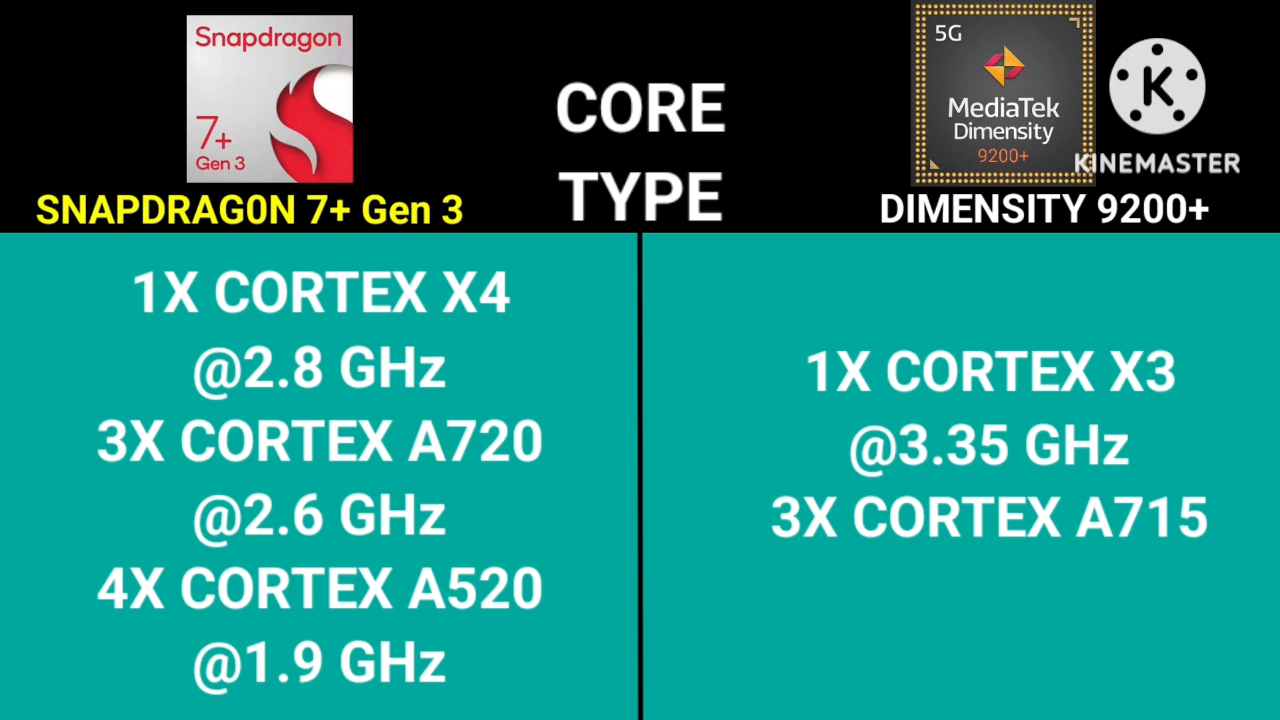 Snapdragon
7+
Gen 3
SNAPDRAG0N 7+ Gen 3
CORE
TYPE
5G
MediaTek
Dimensity
9200+
K
KINEMASTER
DIMENSITY 9200+
1X CORTEX X4
@2.8 GHz
3X CORTEX A720
@2.6 GHz
4X CORTEX A520
@1.9 GHz
1X CORTEX X3
@3.35 GHz
3X CORTEX A715